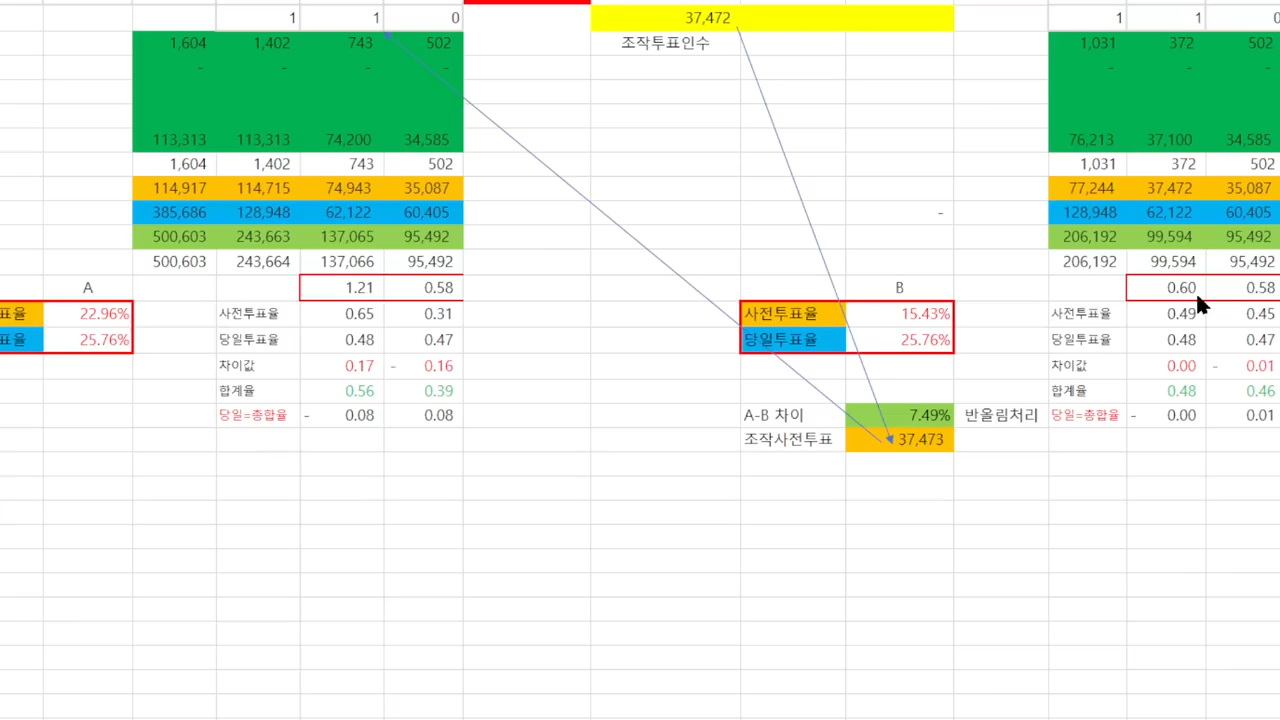 1 1 0 37,472 1 1 0
1,604 1,402 743 502 조작투표인수 1,031 372 502
- - - - - - -
113,313 113,313 74,200 34,585 76,213 37,100 34,585
1,604 1,402 743 502 1,031 372 502
114,917 114,715 74,943 35,087 77,244 37,472 35,087
385,686 128,948 62,122 60,405 - 128,948 62,122 60,405
500,603 243,663 137,065 95,492 206,192 99,594 95,492
500,603 243,664 137,066 95,492 206,192 99,594 95,492
A 1.21 0.58 B 0.60 0.58
표율 22.96% 사전투표율 0.65 0.31 사전투표율 15.43% 사전투표율 0.49 0.45
표율 25.76% 당일투표율 0.48 0.47 당일투표율 25.76% 당일투표율 0.48 0.47
차이값 0.17 - 0.16 차이값 0.00 - 0.01
합계율 0.56 0.39 합계율 0.48 0.46
당일=총합율 - 0.08 0.08 A-B 차이 7.49% 반올림처리 당일=총합율 - 0.00 0.01
조작사전투표 37,473